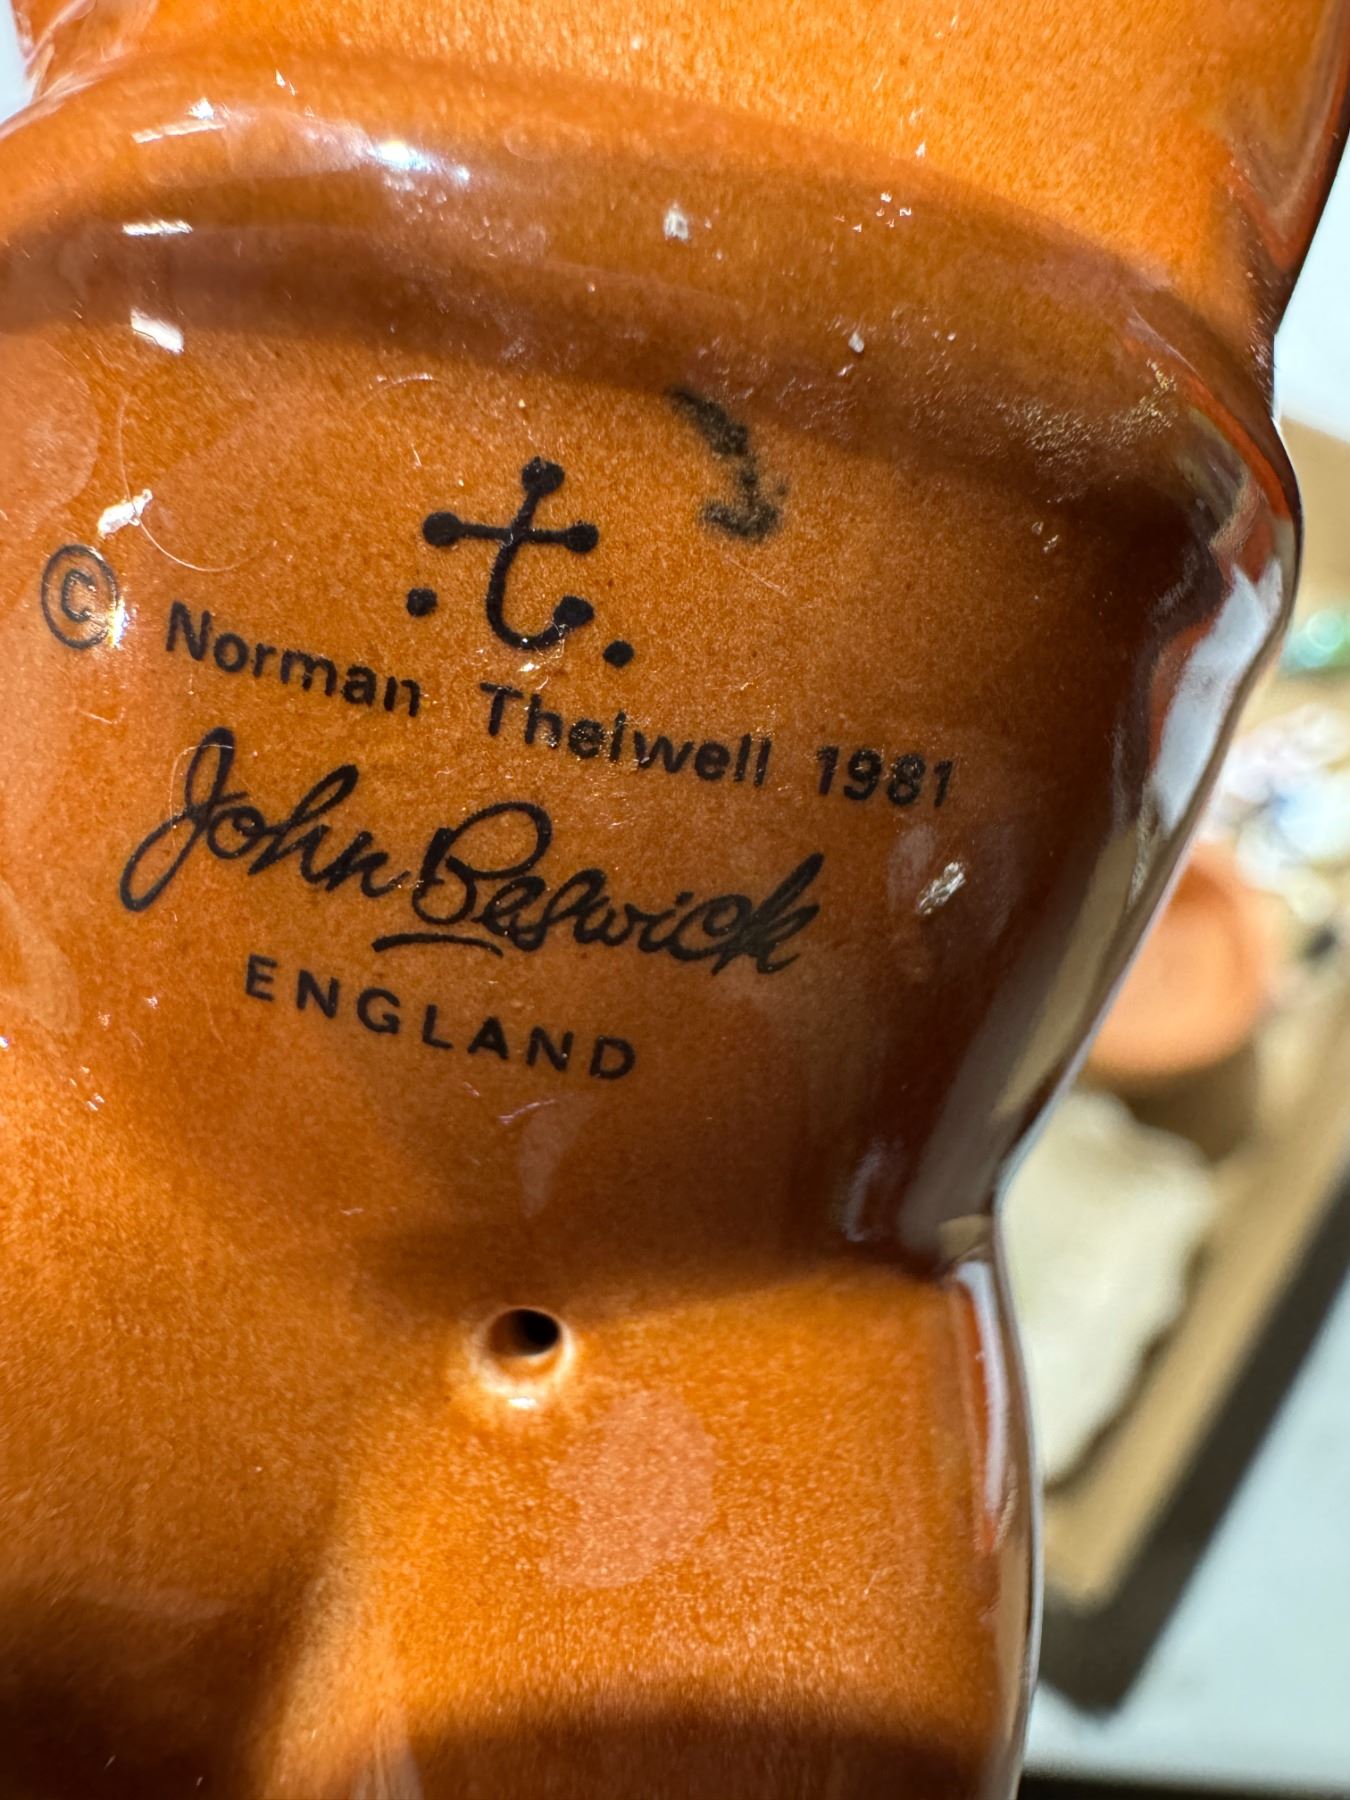 .t.
© Norman Thelwell 1981
John Beswick
ENGLAND